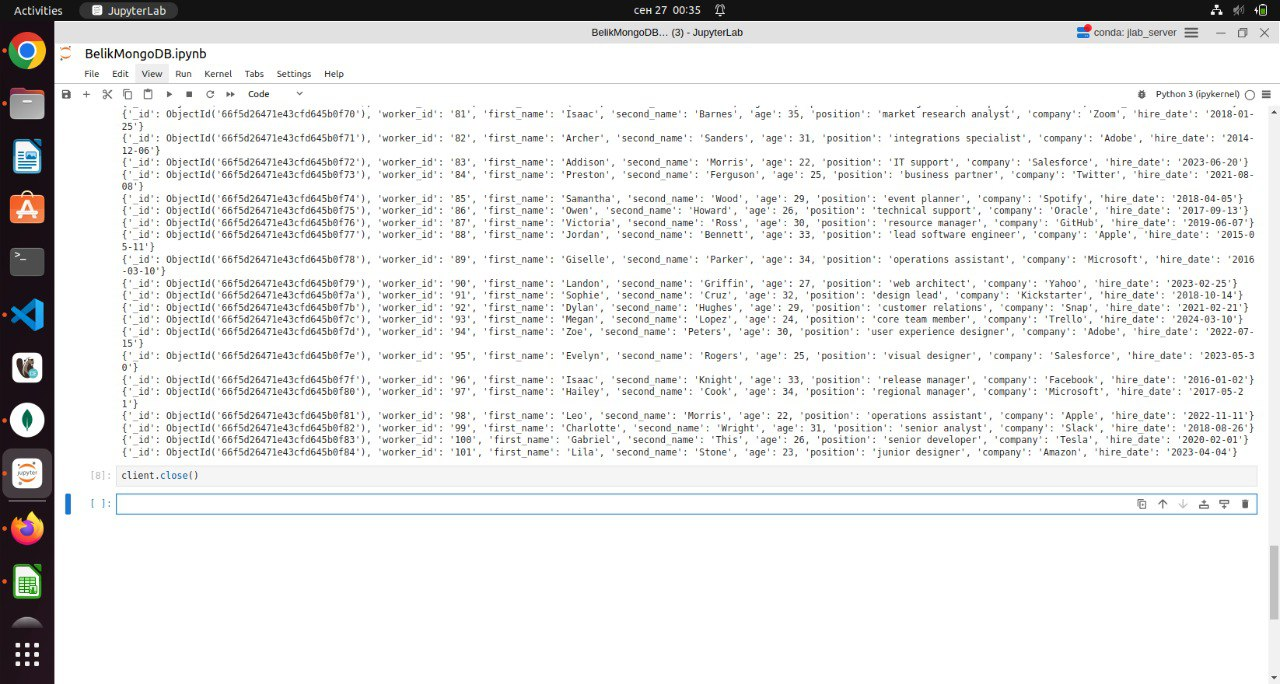 Activities
JupyterLab
сен 27 00:35
BelikMongoDB… (3) - JupyterLab
conda: jlab_server
BelikMongoDB.ipynb
File Edit View Run Kernel Tabs Settings Help
Code
Python 3 (ipykernel)
{'_id': ObjectId('66f5d26471e43cfd645b0f70'), 'worker_id': '81', 'first_name': 'Isaac', 'second_name': 'Barnes', 'age': 35, 'position': 'market research analyst', 'company': 'Zoom', 'hire_date': '2018-01-
25'}
{'_id': ObjectId('66f5d26471e43cfd645b0f71'), 'worker_id': '82', 'first_name': 'Archer', 'second_name': 'Sanders', 'age': 31, 'position': 'integrations specialist', 'company': 'Adobe', 'hire_date': '2014-
12-06'}
{'_id': ObjectId('66f5d26471e43cfd645b0f72'), 'worker_id': '83', 'first_name': 'Addison', 'second_name': 'Morris', 'age': 22, 'position': 'IT support', 'company': 'Salesforce', 'hire_date': '2023-06-20'}
{'_id': ObjectId('66f5d26471e43cfd645b0f73'), 'worker_id': '84', 'first_name': 'Preston', 'second_name': 'Ferguson', 'age': 25, 'position': 'business partner', 'company': 'Twitter', 'hire_date': '2021-08-
08'}
{'_id': ObjectId('66f5d26471e43cfd645b0f74'), 'worker_id': '85', 'first_name': 'Samantha', 'second_name': 'Wood', 'age': 29, 'position': 'event planner', 'company': 'Spotify', 'hire_date': '2018-04-05'}
{'_id': ObjectId('66f5d26471e43cfd645b0f75'), 'worker_id': '86', 'first_name': 'Owen', 'second_name': 'Howard', 'age': 26, 'position': 'technical support', 'company': 'Oracle', 'hire_date': '2017-09-13'}
{'_id': ObjectId('66f5d26471e43cfd645b0f76'), 'worker_id': '87', 'first_name': 'Victoria', 'second_name': 'Ross', 'age': 30, 'position': 'resource manager', 'company': 'GitHub', 'hire_date': '2019-06-07'}
{'_id': ObjectId('66f5d26471e43cfd645b0f77'), 'worker_id': '88', 'first_name': 'Jordan', 'second_name': 'Bennett', 'age': 33, 'position': 'lead software engineer', 'company': 'Apple', 'hire_date': '2015-0
5-11'}
{'_id': ObjectId('66f5d26471e43cfd645b0f78'), 'worker_id': '89', 'first_name': 'Giselle', 'second_name': 'Parker', 'age': 34, 'position': 'operations assistant', 'company': 'Microsoft', 'hire_date': '2016
-03-10'}
{'_id': ObjectId('66f5d26471e43cfd645b0f79'), 'worker_id': '90', 'first_name': 'Landon', 'second_name': 'Griffin', 'age': 27, 'position': 'web architect', 'company': 'Yahoo', 'hire_date': '2023-02-25'}
{'_id': ObjectId('66f5d26471e43cfd645b0f7a'), 'worker_id': '91', 'first_name': 'Sophie', 'second_name': 'Cruz', 'age': 32, 'position': 'design lead', 'company': 'Kickstarter', 'hire_date': '2018-10-14'}
{'_id': ObjectId('66f5d26471e43cfd645b0f7b'), 'worker_id': '92', 'first_name': 'Dylan', 'second_name': 'Hughes', 'age': 29, 'position': 'customer relations', 'company': 'Snap', 'hire_date': '2021-02-21'}
{'_id': ObjectId('66f5d26471e43cfd645b0f7c'), 'worker_id': '93', 'first_name': 'Megan', 'second_name': 'Lopez', 'age': 24, 'position': 'core team member', 'company': 'Trello', 'hire_date': '2024-03-10'}
{'_id': ObjectId('66f5d26471e43cfd645b0f7d'), 'worker_id': '94', 'first_name': 'Zoe', 'second_name': 'Peters', 'age': 30, 'position': 'user experience designer', 'company': 'Adobe', 'hire_date': '2022-07-
15'}
{'_id': ObjectId('66f5d26471e43cfd645b0f7e'), 'worker_id': '95', 'first_name': 'Evelyn', 'second_name': 'Rogers', 'age': 25, 'position': 'visual designer', 'company': 'Salesforce', 'hire_date': '2023-05-3
0'}
{'_id': ObjectId('66f5d26471e43cfd645b0f7f'), 'worker_id': '96', 'first_name': 'Isaac', 'second_name': 'Knight', 'age': 33, 'position': 'release manager', 'company': 'Facebook', 'hire_date': '2016-01-02'}
{'_id': ObjectId('66f5d26471e43cfd645b0f80'), 'worker_id': '97', 'first_name': 'Hailey', 'second_name': 'Cook', 'age': 34, 'position': 'regional manager', 'company': 'Microsoft', 'hire_date': '2017-05-2
1'}
{'_id': ObjectId('66f5d26471e43cfd645b0f81'), 'worker_id': '98', 'first_name': 'Leo', 'second_name': 'Morris', 'age': 22, 'position': 'operations assistant', 'company': 'Apple', 'hire_date': '2022-11-11'}
{'_id': ObjectId('66f5d26471e43cfd645b0f82'), 'worker_id': '99', 'first_name': 'Charlotte', 'second_name': 'Wright', 'age': 31, 'position': 'senior analyst', 'company': 'Slack', 'hire_date': '2018-08-26'}
{'_id': ObjectId('66f5d26471e43cfd645b0f83'), 'worker_id': '100', 'first_name': 'Gabriel', 'second_name': 'This', 'age': 26, 'position': 'senior developer', 'company': 'Tesla', 'hire_date': '2020-02-01'}
{'_id': ObjectId('66f5d26471e43cfd645b0f84'), 'worker_id': '101', 'first_name': 'Lila', 'second_name': 'Stone', 'age': 23, 'position': 'junior designer', 'company': 'Amazon', 'hire_date': '2023-04-04'}
[8]: client.close()
[ ]: